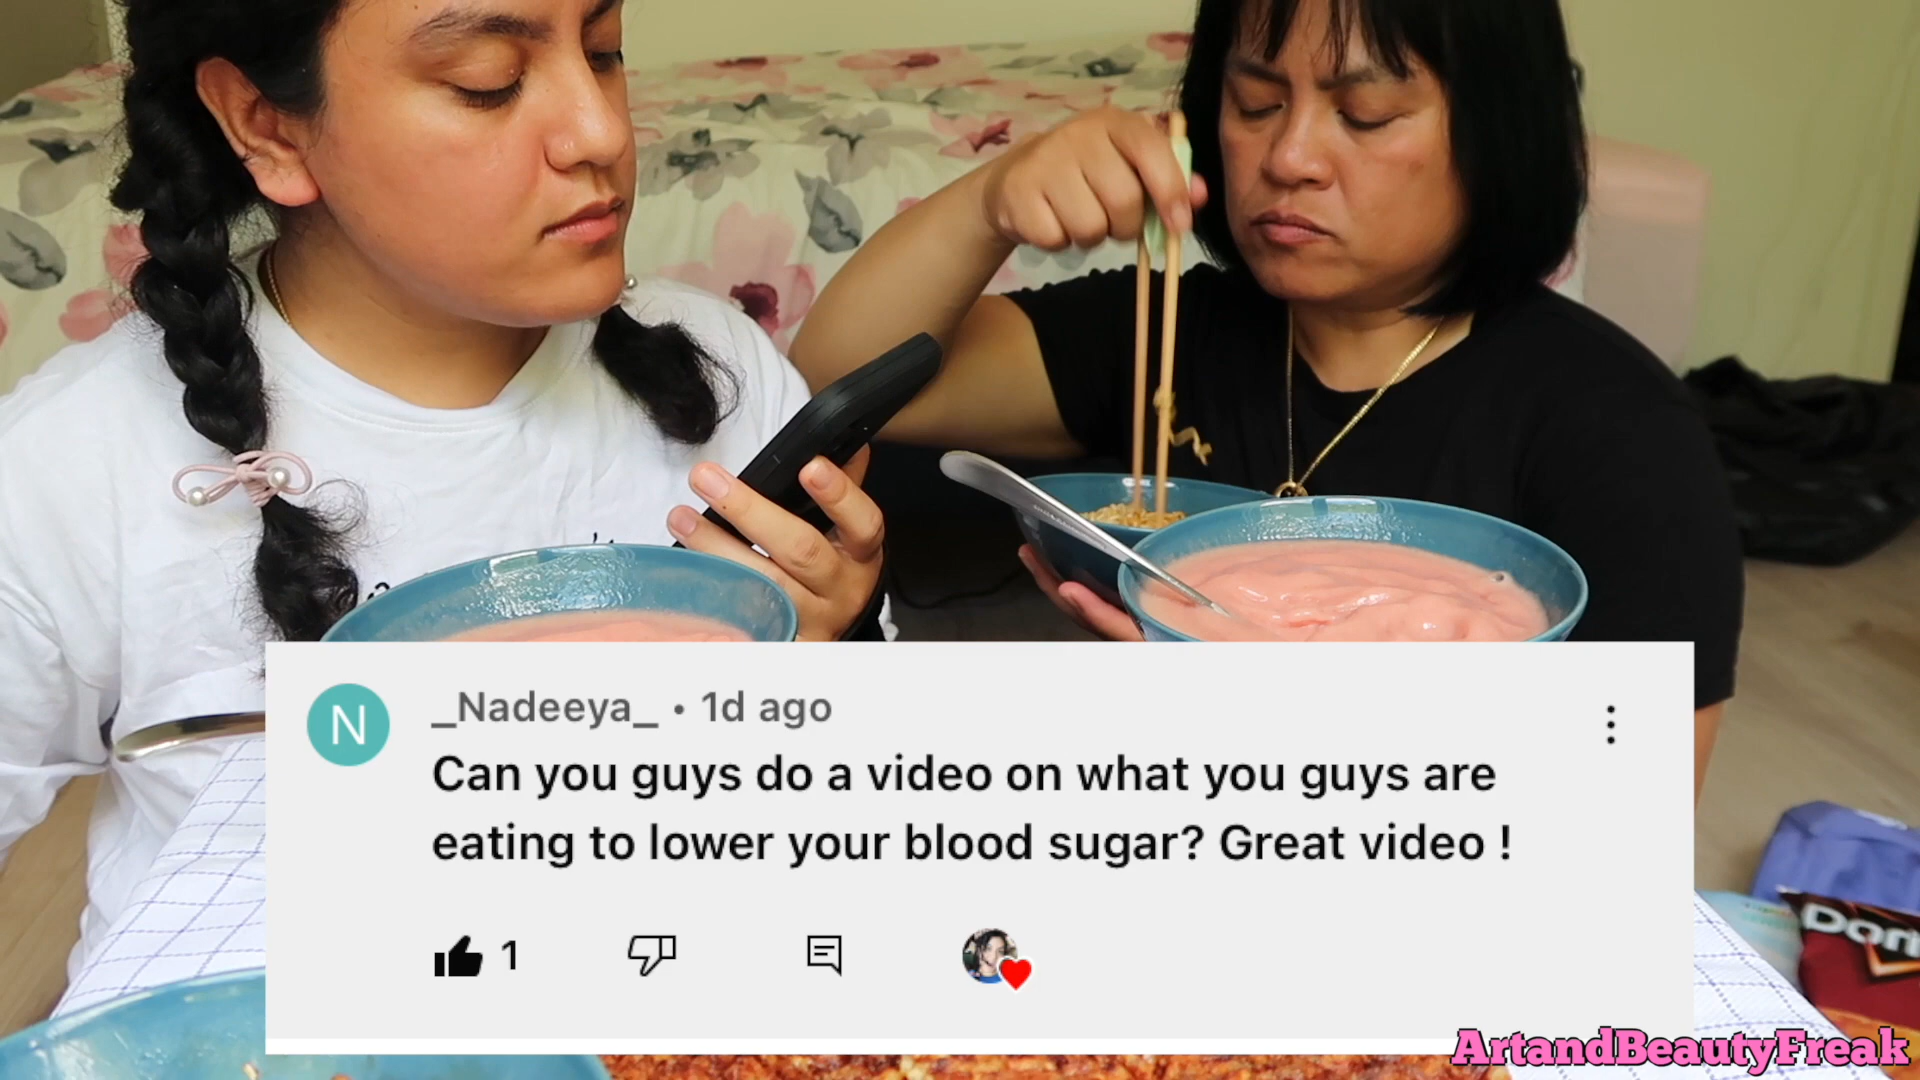 N
_Nadeeya_ • 1d ago
Can you guys do a video on what you guys are
eating to lower your blood sugar? Great video !
1
ArtandBeautyFreak